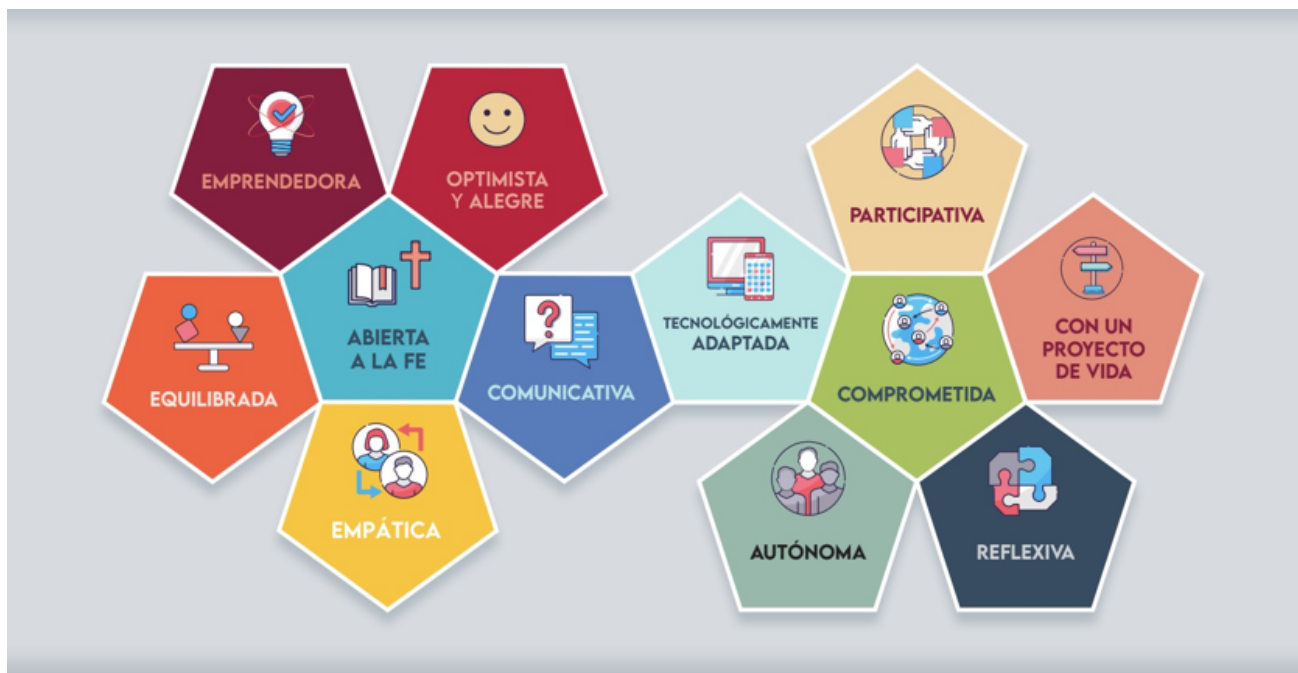 EMPRENDEDORA
OPTIMISTA
Y ALEGRE
PARTICIPATIVA
ABIERTA
A LA FE
TECNOLÓGICAMENTE
ADAPTADA
CON UN
PROYECTO
DE VIDA
EQUILIBRADA
COMUNICATIVA
COMPROMETIDA
EMPÁTICA
AUTÓNOMA
REFLEXIVA